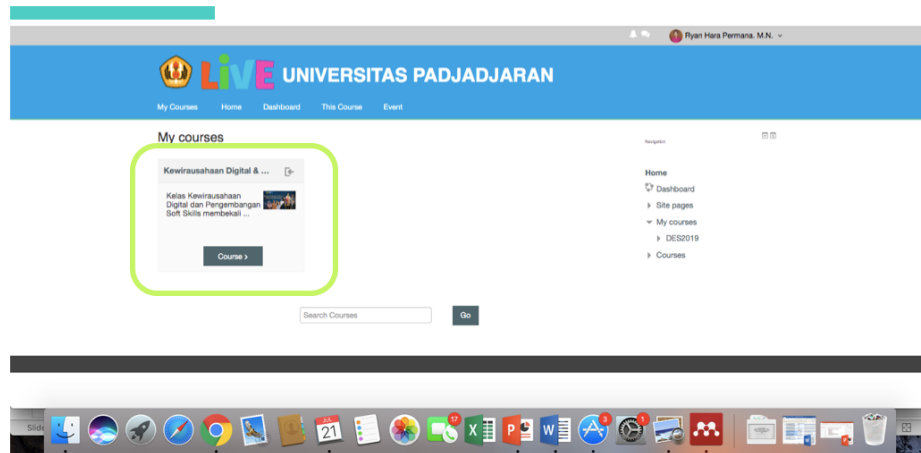 Ryan Hara Permana. M.N.
LiVE UNIVERSITAS PADJADJARAN
My Courses Home Dashboard This Course Event
My courses
Navigation
Kewirausahaan Digital & ...
Kelas Kewirausahaan
Digital dan Pengembangan
Soft Skills membekali ...
Course ›
Home
Dashboard
Site pages
My courses
DES2019
Courses
Search Courses
Go
Slide
21
17
3
1